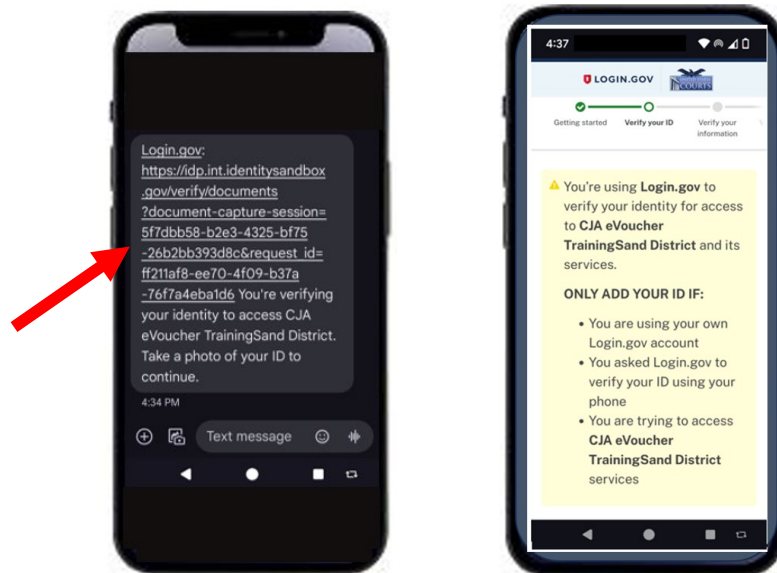 Login.gov:
https://idp.int.identitysandbox
.gov/verify/documents
?document-capture-session=
5f7dbb58-b2e3-4325-bf75
-26b2bb393d8c&request_id=
ff211af8-ee70-4f09-b37a
-76f7a4eba1d6 You're verifying
your identity to access CJA
eVoucher TrainingSand District.
Take a photo of your ID to
continue.
4:34 PM
Text message
4:37
LOGIN.GOV
COURTS
Getting started Verify your ID Verify your
information
You're using Login.gov to
verify your identity for access
to CJA eVoucher
TrainingSand District and its
services.
ONLY ADD YOUR ID IF:
• You are using your own
Login.gov account
• You asked Login.gov to
verify your ID using your
phone
• You are trying to access
CJA eVoucher
TrainingSand District
services